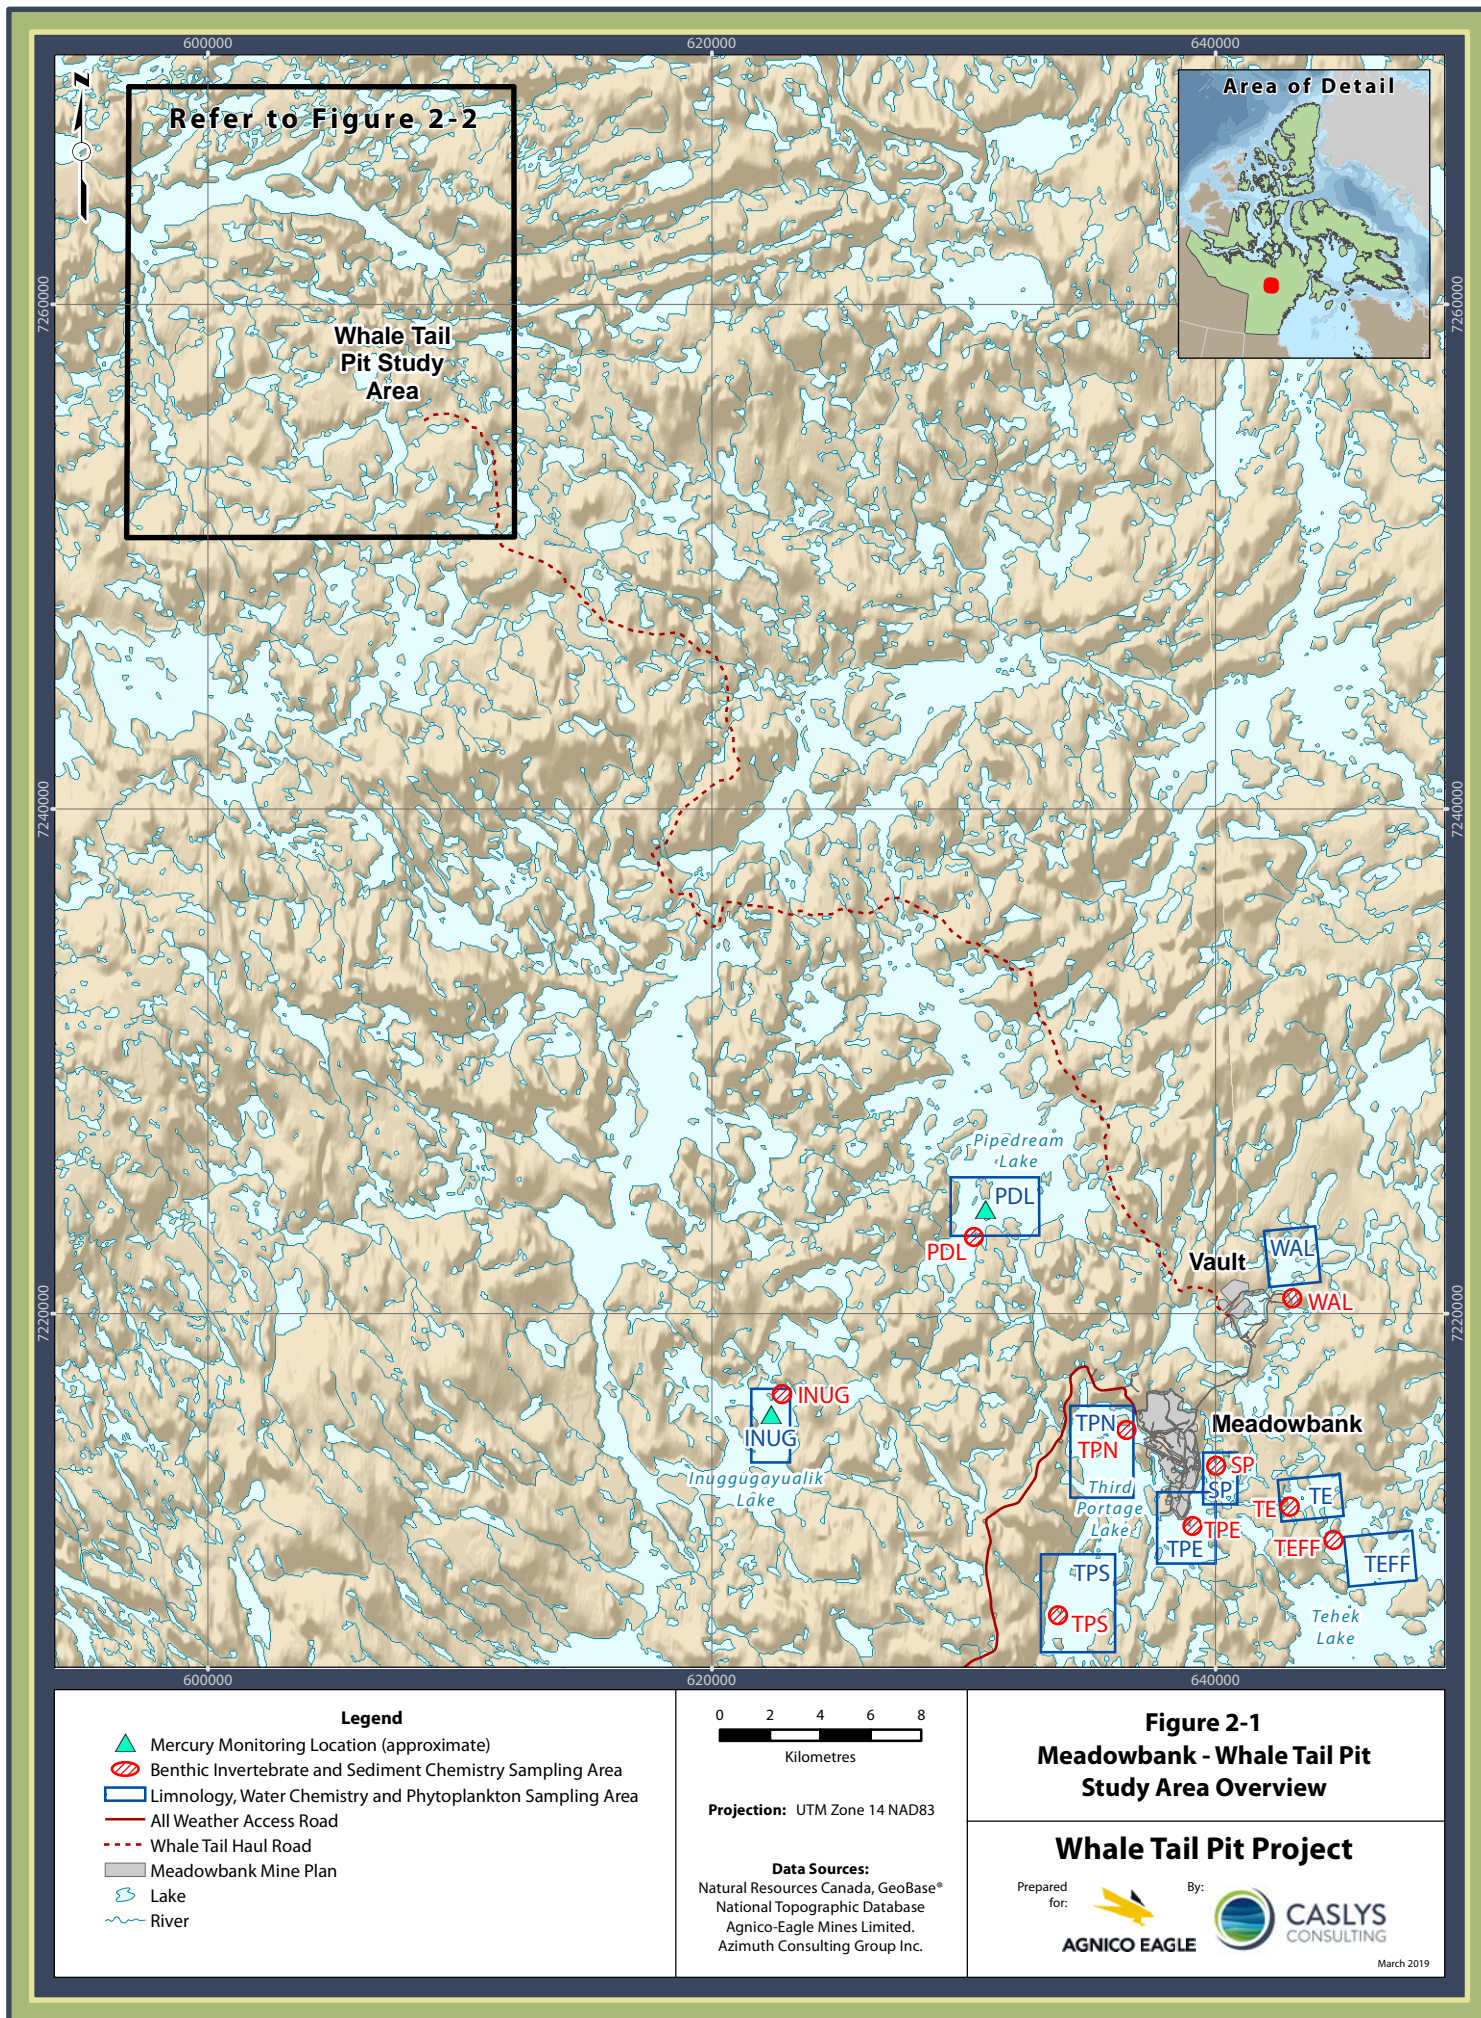 600000
620000
640000
N
Refer to Figure 2-2
Area of Detail
7260000
7260000
Whale Tail
Pit Study
Area
7240000
7240000
Pipedream
Lake
PDL
PDL
WAL
Vault
WAL
7220000
7220000
INUG
INUG
Inuggugayualik
Lake
TPN
TPN
Meadowbank
SP
SP
Third
Portage
Lake
TE
TE
TPE
TPE
TEFF
TEFF
TPS
TPS
Tehek
Lake
600000
620000
640000
Legend
Mercury Monitoring Location (approximate)
Benthic Invertebrate and Sediment Chemistry Sampling Area
Limnology, Water Chemistry and Phytoplankton Sampling Area
All Weather Access Road
Whale Tail Haul Road
Meadowbank Mine Plan
Lake
River
0 2 4 6 8
Kilometres
Projection: UTM Zone 14 NAD83
Data Sources:
Natural Resources Canada, GeoBase®
National Topographic Database
Agnico-Eagle Mines Limited.
Azimuth Consulting Group Inc.
Figure 2-1
Meadowbank - Whale Tail Pit
Study Area Overview
Whale Tail Pit Project
Prepared
for:
AGNICO EAGLE
By:
CASLYS
CONSULTING
March 2019